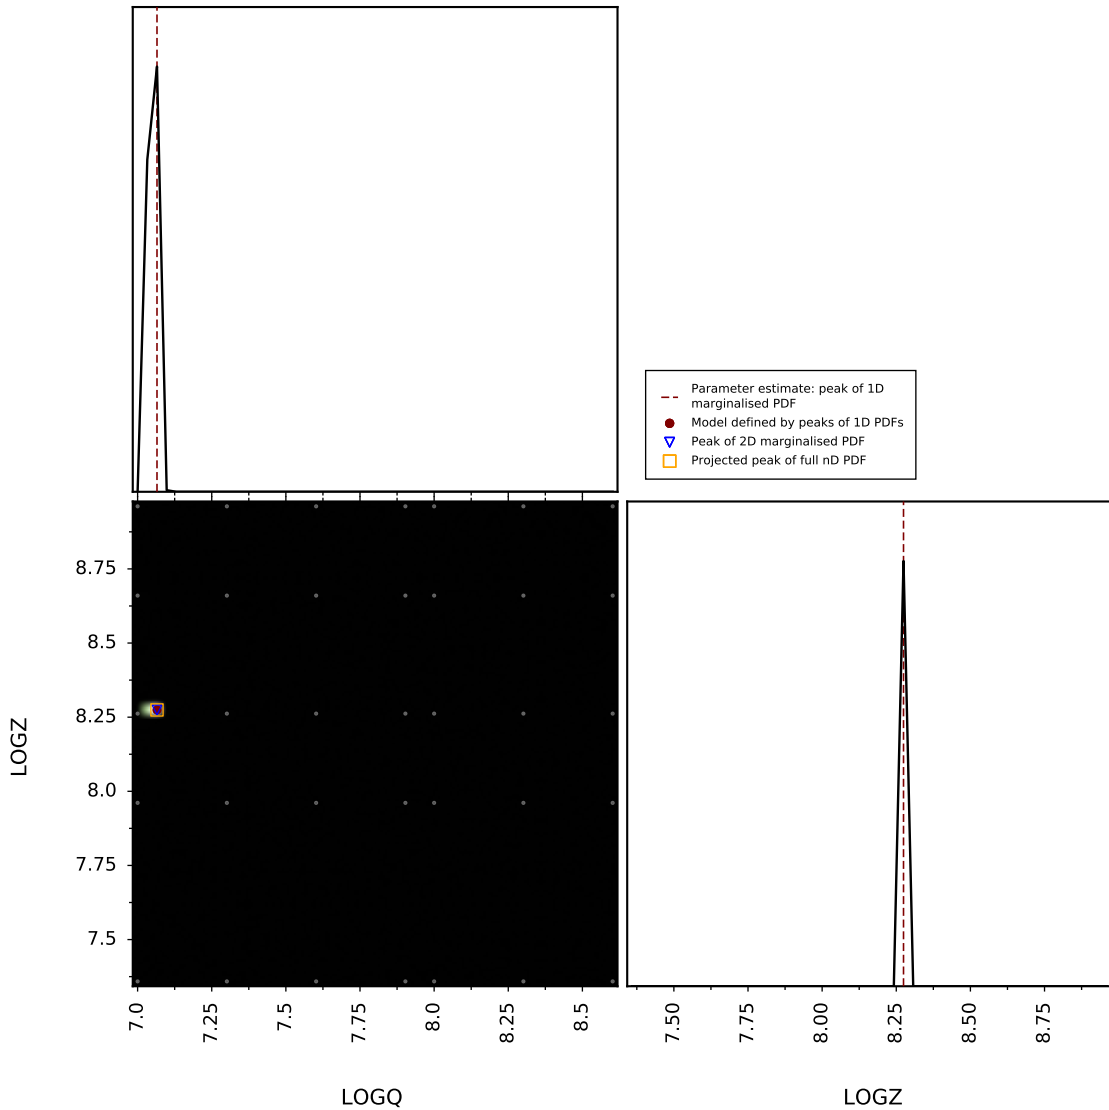 Parameter estimate: peak of 1D
marginalised PDF
Model defined by peaks of 1D PDFs
Peak of 2D marginalised PDF
Projected peak of full nD PDF
8.75
8.5
8.25
8.0
7.75
7.5
LOGZ
7.0
7.25
7.5
7.75
8.0
8.25
8.5
LOGQ
7.50
7.75
8.00
8.25
8.50
8.75
LOGZ